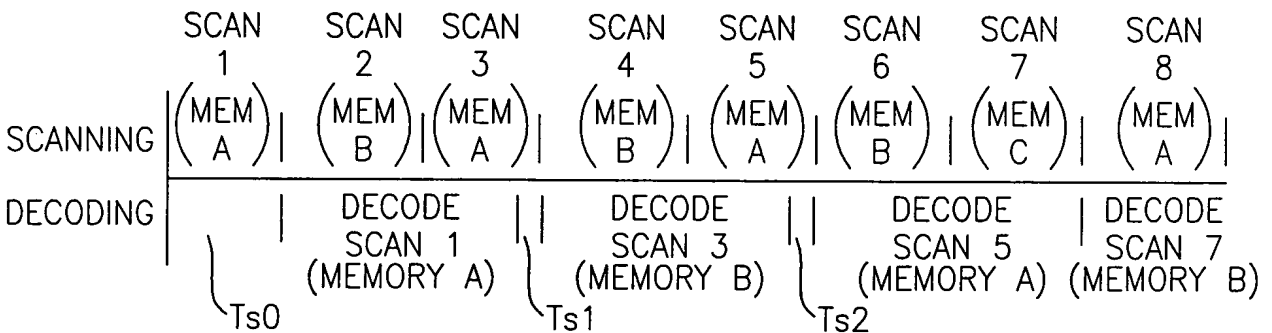 SCAN SCAN SCAN SCAN SCAN SCAN SCAN SCAN
1 2 3 4 5 6 7 8
SCANNING (MEM A) (MEM B) (MEM A) (MEM B) (MEM A) (MEM B) (MEM C) (MEM A)
DECODING DECODE DECODE DECODE DECODE
SCAN 1 SCAN 3 SCAN 5 SCAN 7
(MEMORY A) (MEMORY B) (MEMORY A) (MEMORY B)
Ts0 Ts1 Ts2